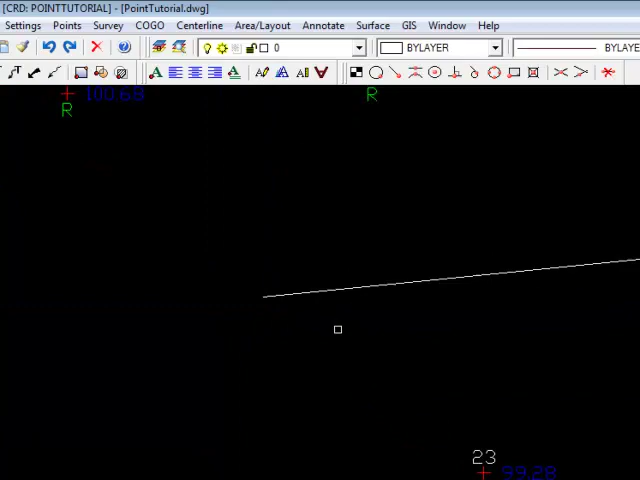 [CRD: POINTTUTORIAL] - [PointTutorial.dwg]
Settings Points Survey COGO Centerline Area/Layout Annotate Surface GIS Window Help
0 BYLAYER BYLAYER
100.68
R R
23
99.28